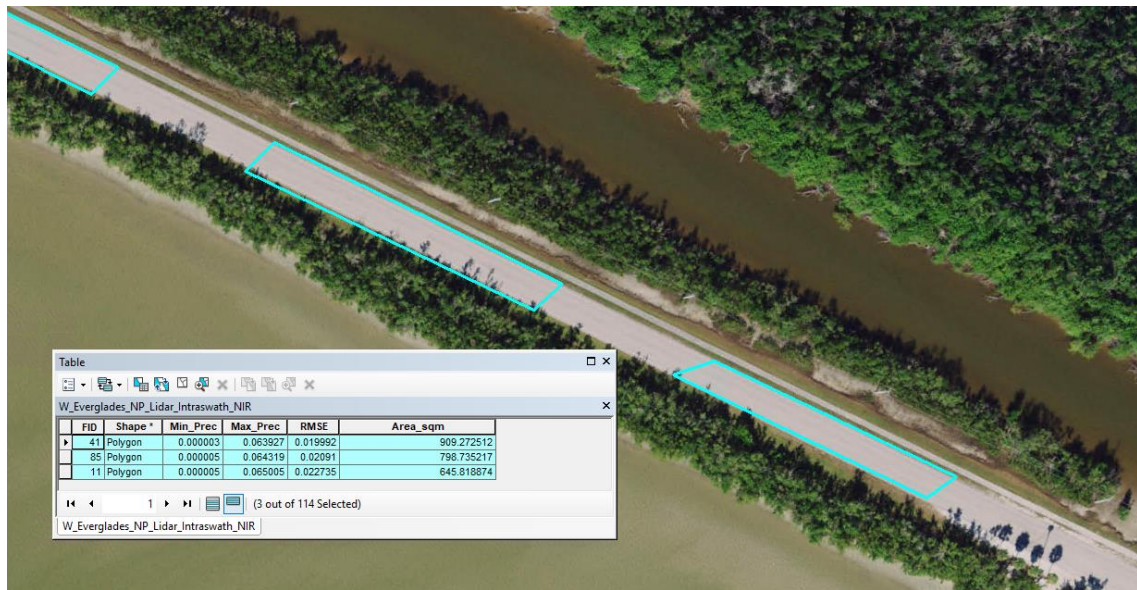 Table
W_Everglades_NP_Lidar_Intraswath_NIR
FID Shape * Min_Prec Max_Prec RMSE Area_sqm
41 Polygon 0.000003 0.063927 0.019992 909.272512
85 Polygon 0.000005 0.064319 0.02091 798.735217
11 Polygon 0.000005 0.065005 0.022735 645.818874
1 (3 out of 114 Selected)
W_Everglades_NP_Lidar_Intraswath_NIR